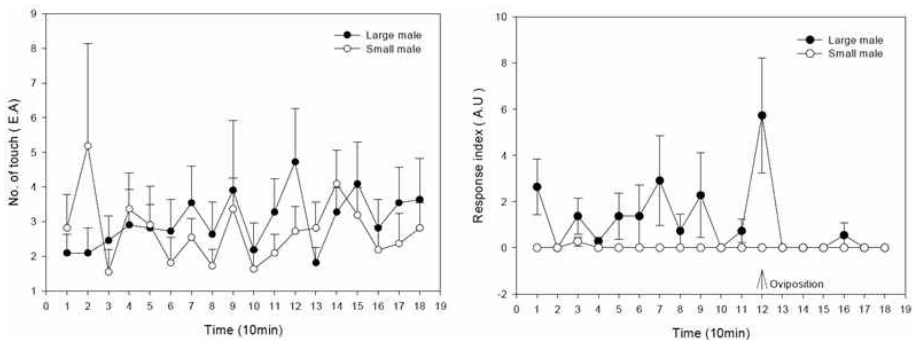 9
8
7
6
5
4
3
2
1
No. of touch ( E.A)
Large male
Small male
0 1 2 3 4 5 6 7 8 9 10 11 12 13 14 15 16 17 18 19
Time (10min)
10
8
6
4
2
0
-2
Response index ( A.U )
Large male
Small male
Oviposition
0 1 2 3 4 5 6 7 8 9 10 11 12 13 14 15 16 17 18 19
Time (10min)